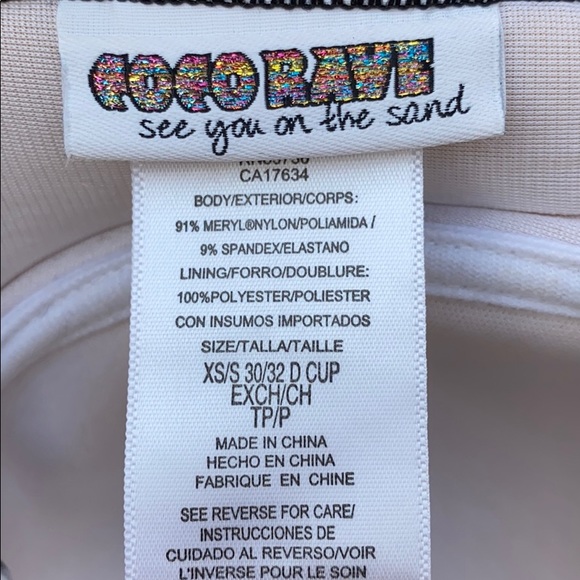 COCO RAVE
see you on the sand
CA17634
BODY/EXTERIOR/CORPS:
91% MERYL®NYLON/POLIAMIDA /
9% SPANDEX/ELASTANO
LINING/FORRO/DOUBLURE:
100%POLYESTER/POLIESTER
CON INSUMOS IMPORTADOS
SIZE/TALLA/TAILLE
XS/S 30/32 D CUP
EXCH/CH
TP/P
MADE IN CHINA
HECHO EN CHINA
FABRIQUE EN CHINE
SEE REVERSE FOR CARE/
INSTRUCCIONES DE
CUIDADO AL REVERSO/VOIR
L'INVERSE POUR LE SOIN